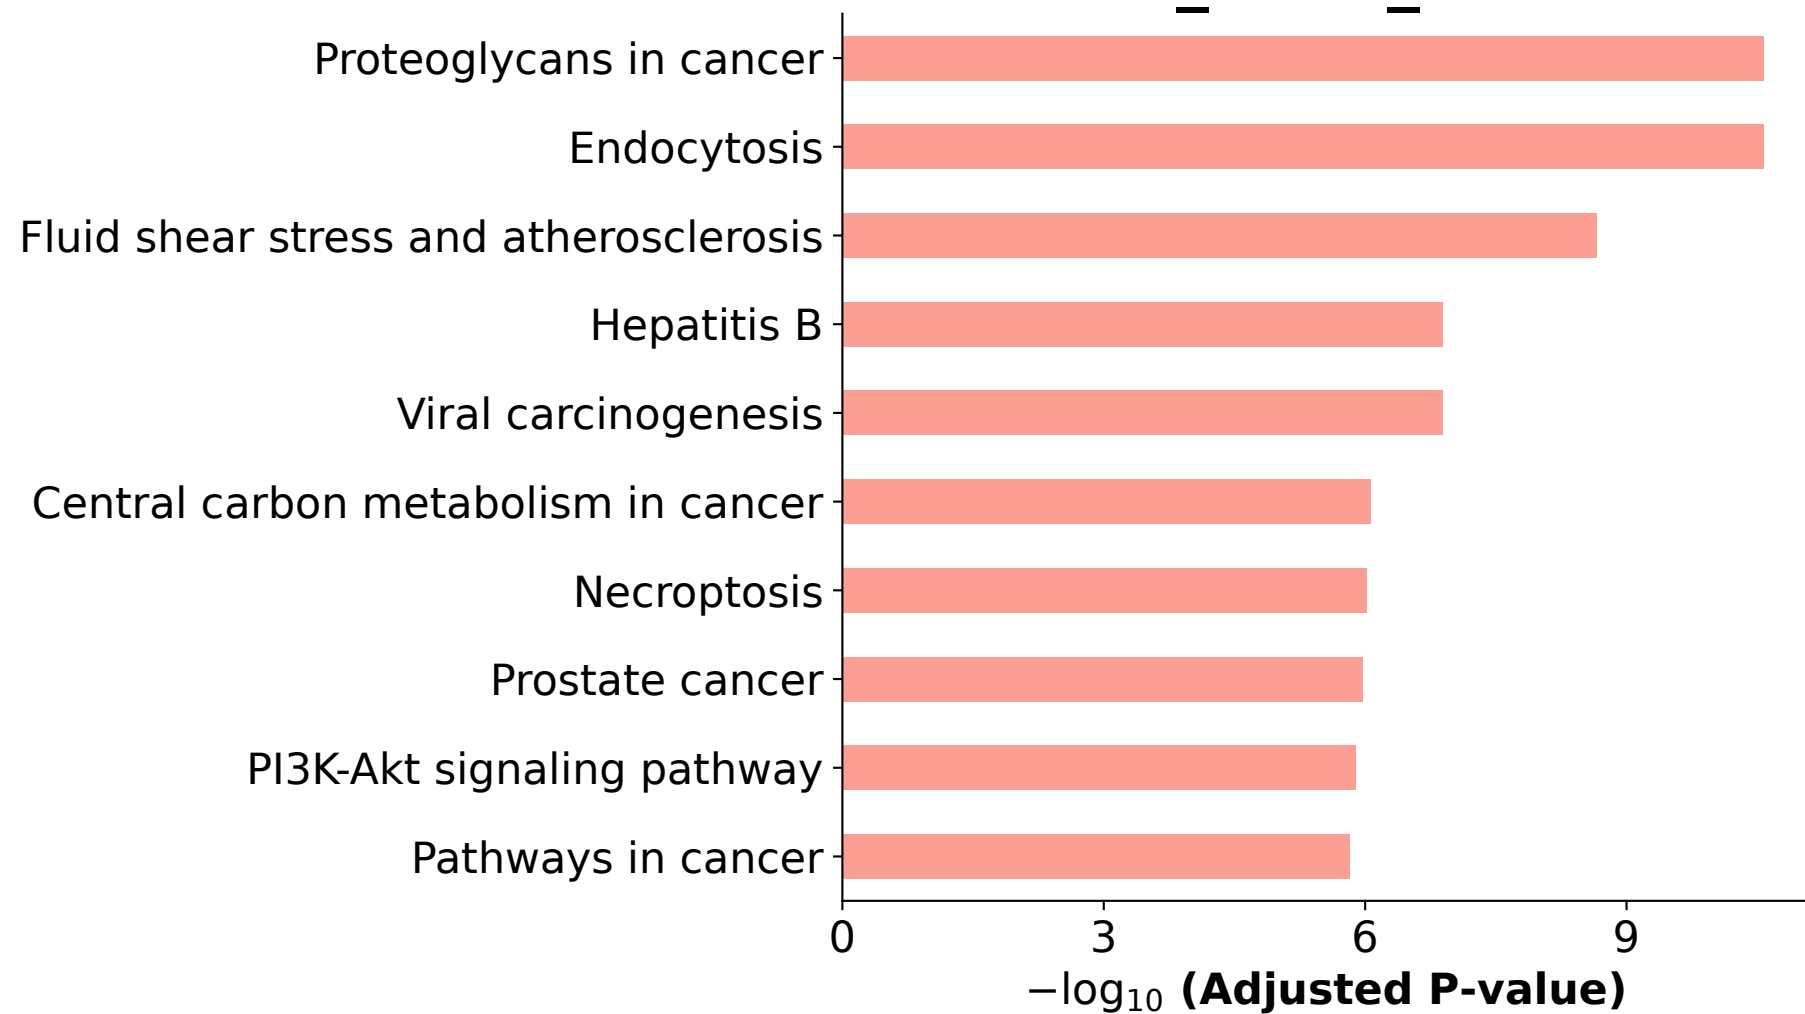 Proteoglycans in cancer
Endocytosis
Fluid shear stress and atherosclerosis
Hepatitis B
Viral carcinogenesis
Central carbon metabolism in cancer
Necroptosis
Prostate cancer
PI3K-Akt signaling pathway
Pathways in cancer
0 3 6 9
−log₁₀ (Adjusted P-value)